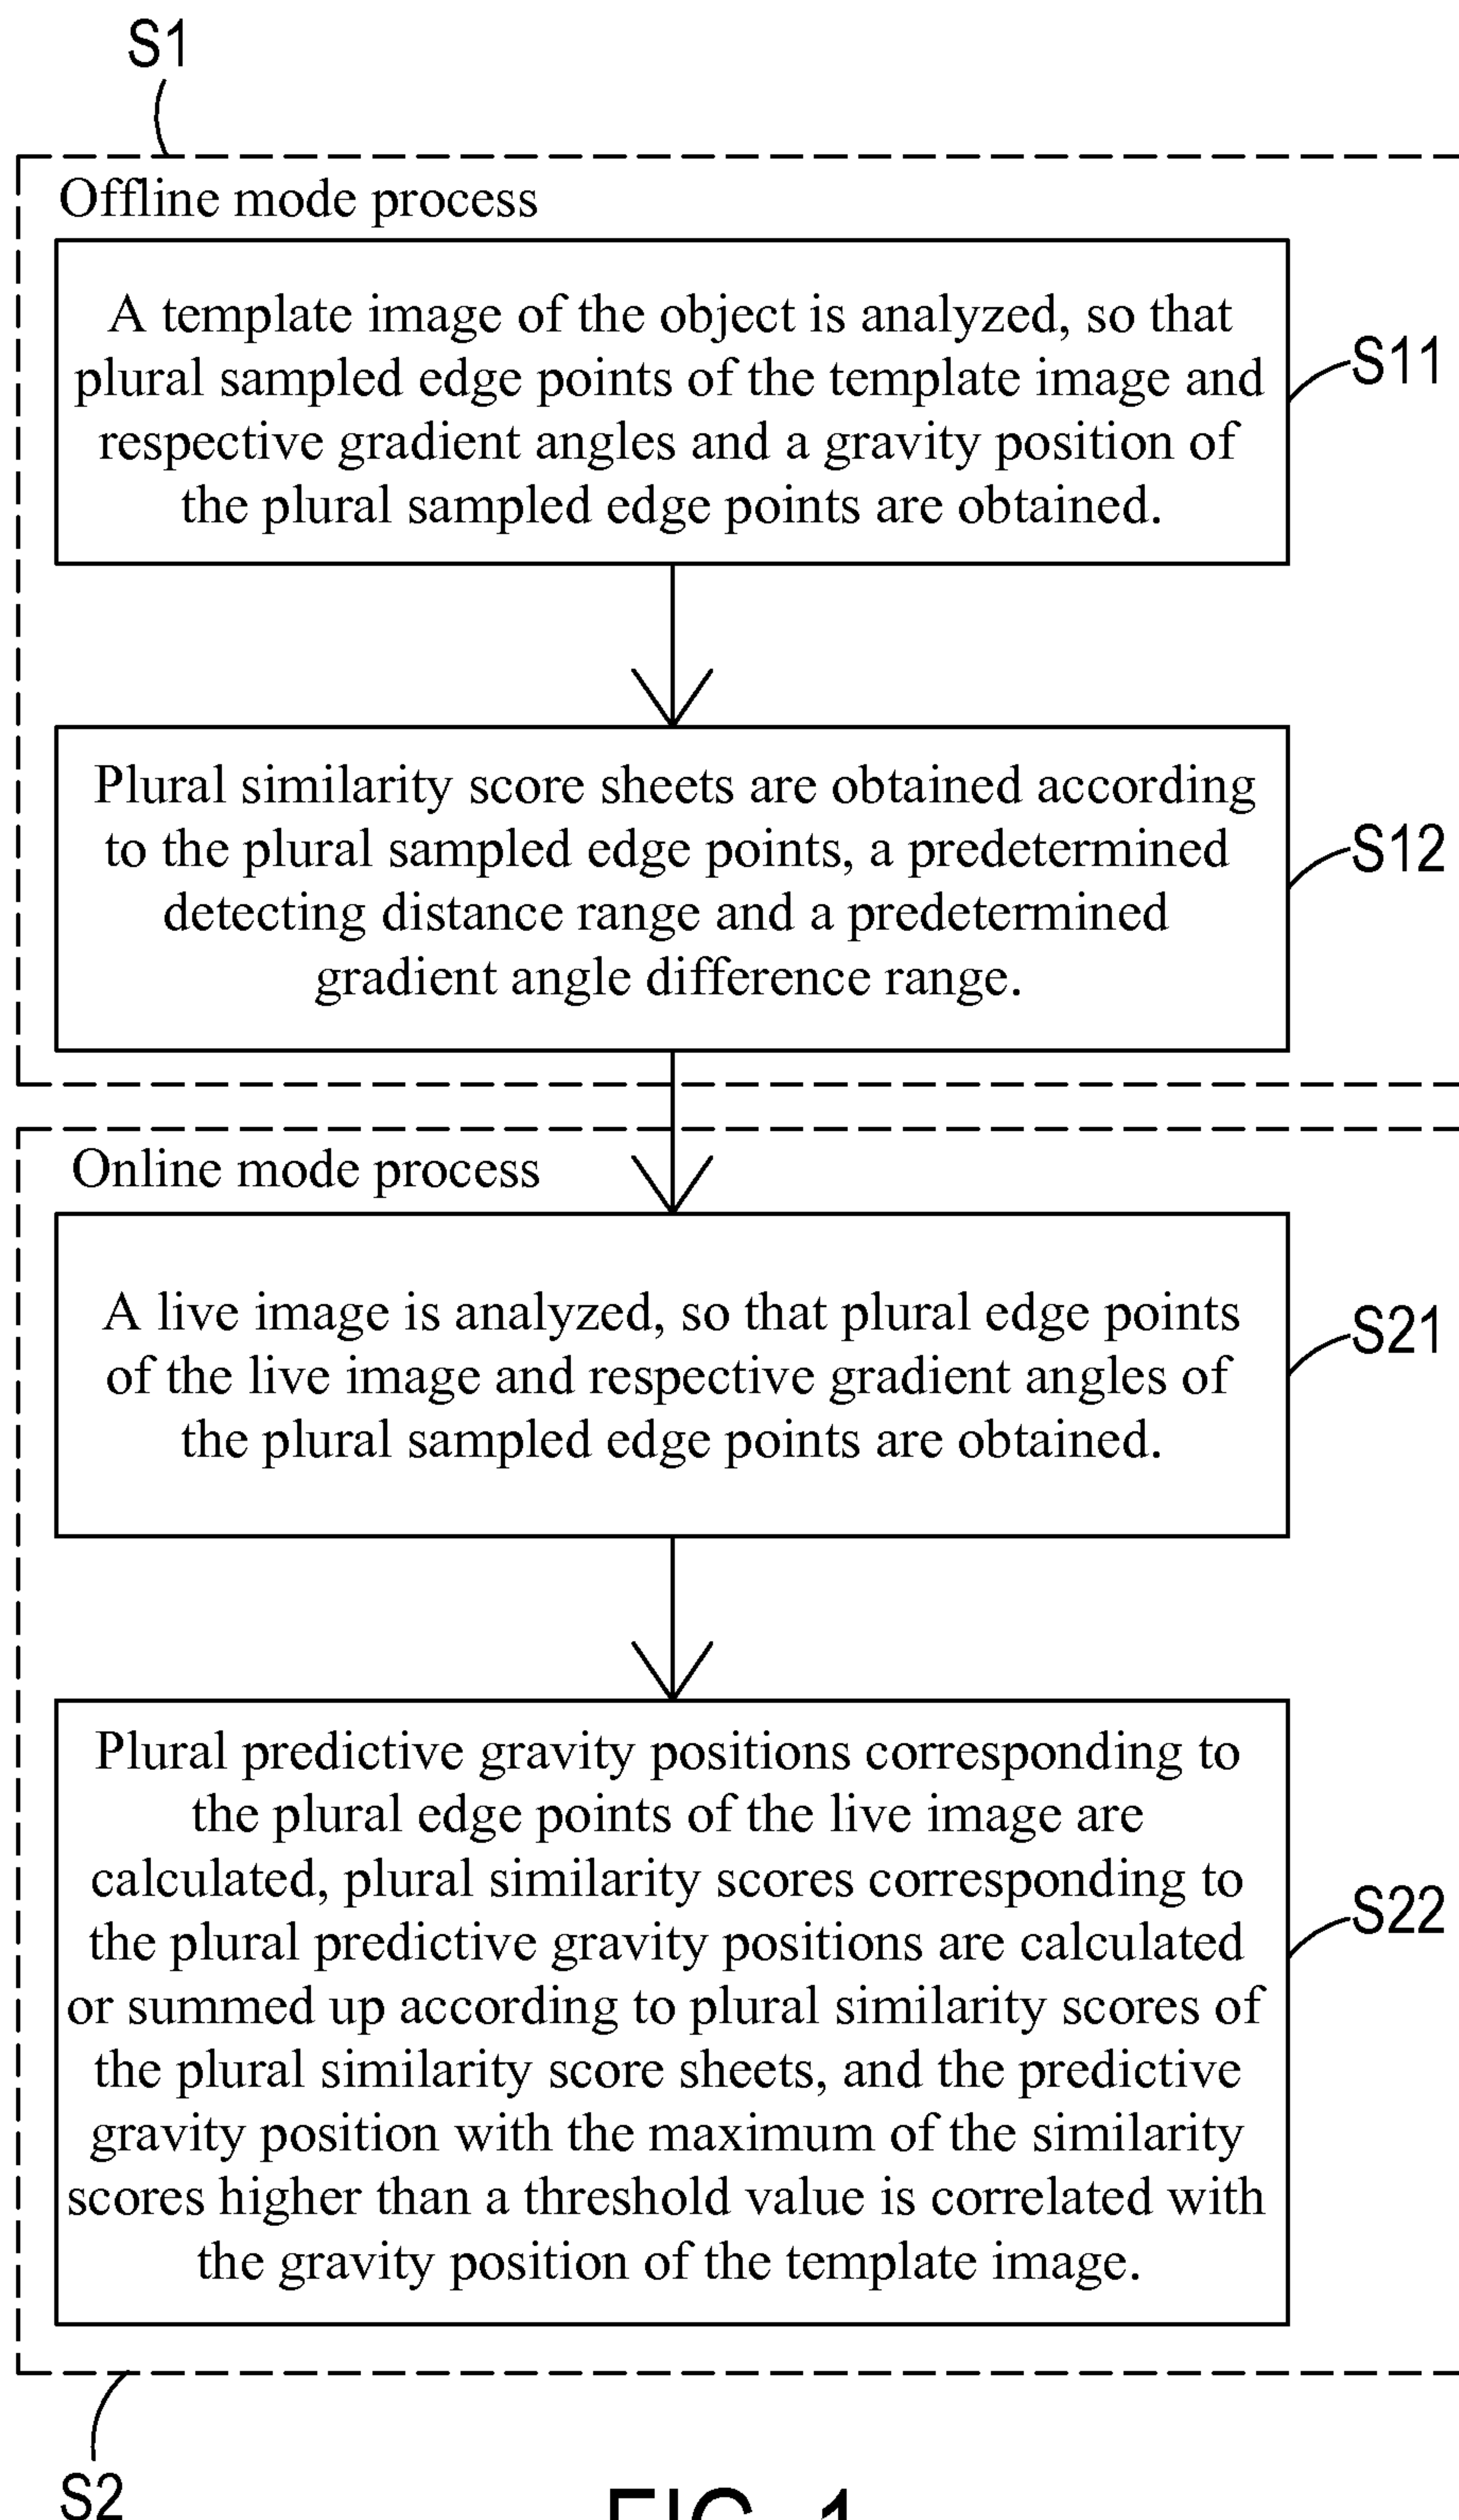 S1
Offline mode process
A template image of the object is analyzed, so that
plural sampled edge points of the template image and
respective gradient angles and a gravity position of
the plural sampled edge points are obtained.
S11
Plural similarity score sheets are obtained according
to the plural sampled edge points, a predetermined
detecting distance range and a predetermined
gradient angle difference range.
S12
Online mode process
A live image is analyzed, so that plural edge points
of the live image and respective gradient angles of
the plural sampled edge points are obtained.
S21
Plural predictive gravity positions corresponding to
the plural edge points of the live image are
calculated, plural similarity scores corresponding to
the plural predictive gravity positions are calculated
or summed up according to plural similarity scores of
the plural similarity score sheets, and the predictive
gravity position with the maximum of the similarity
scores higher than a threshold value is correlated with
the gravity position of the template image.
S22
S2
FIG. 1